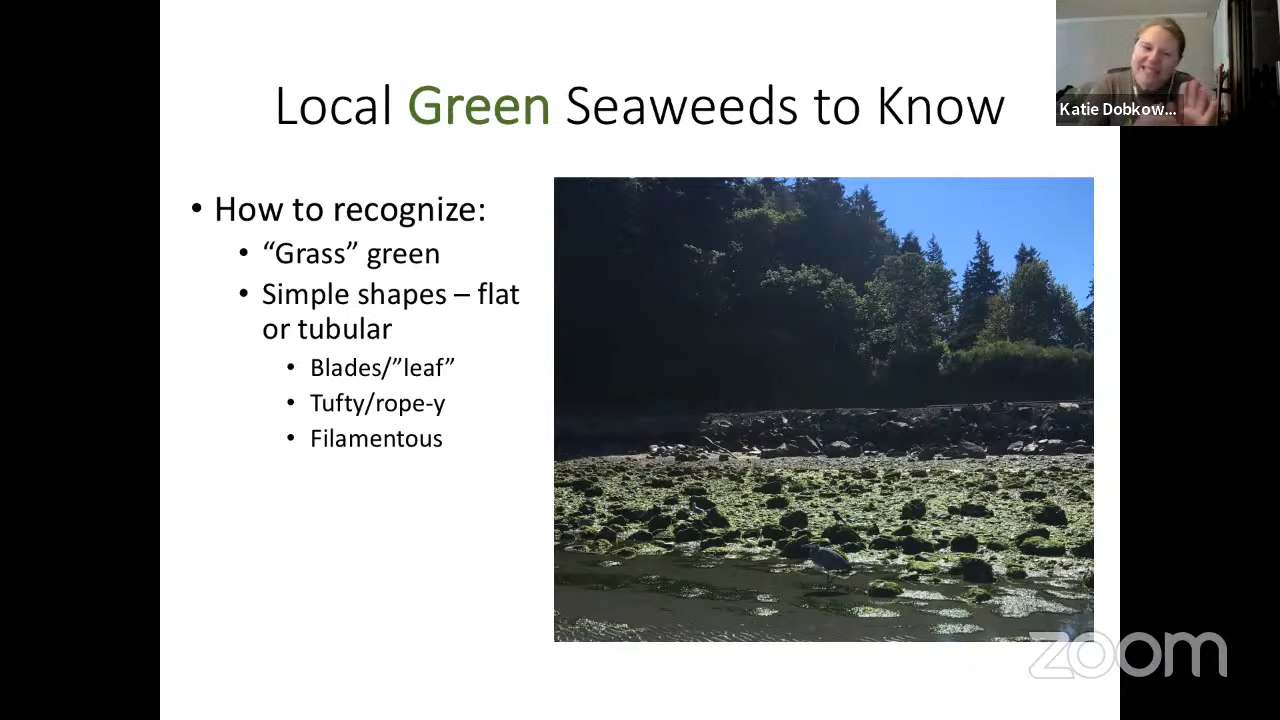 Local Green Seaweeds to Know
Katie Dobkow...
• How to recognize:
• “Grass” green
• Simple shapes – flat
or tubular
• Blades/”leaf”
• Tufty/rope-y
• Filamentous
zoom